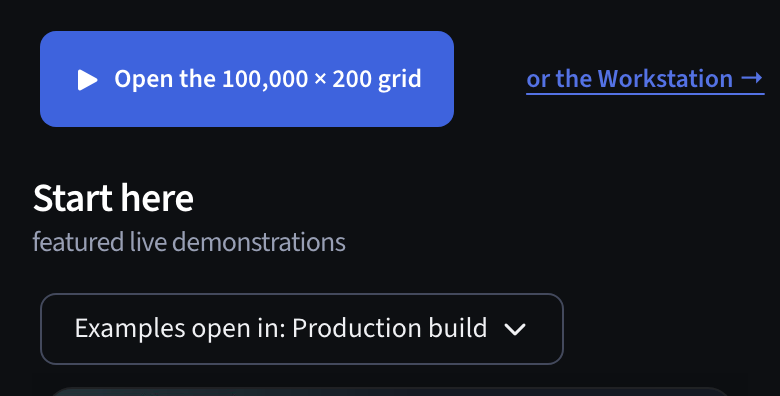 Open the 100,000 × 200 grid
or the Workstation →
Start here
featured live demonstrations
Examples open in: Production build